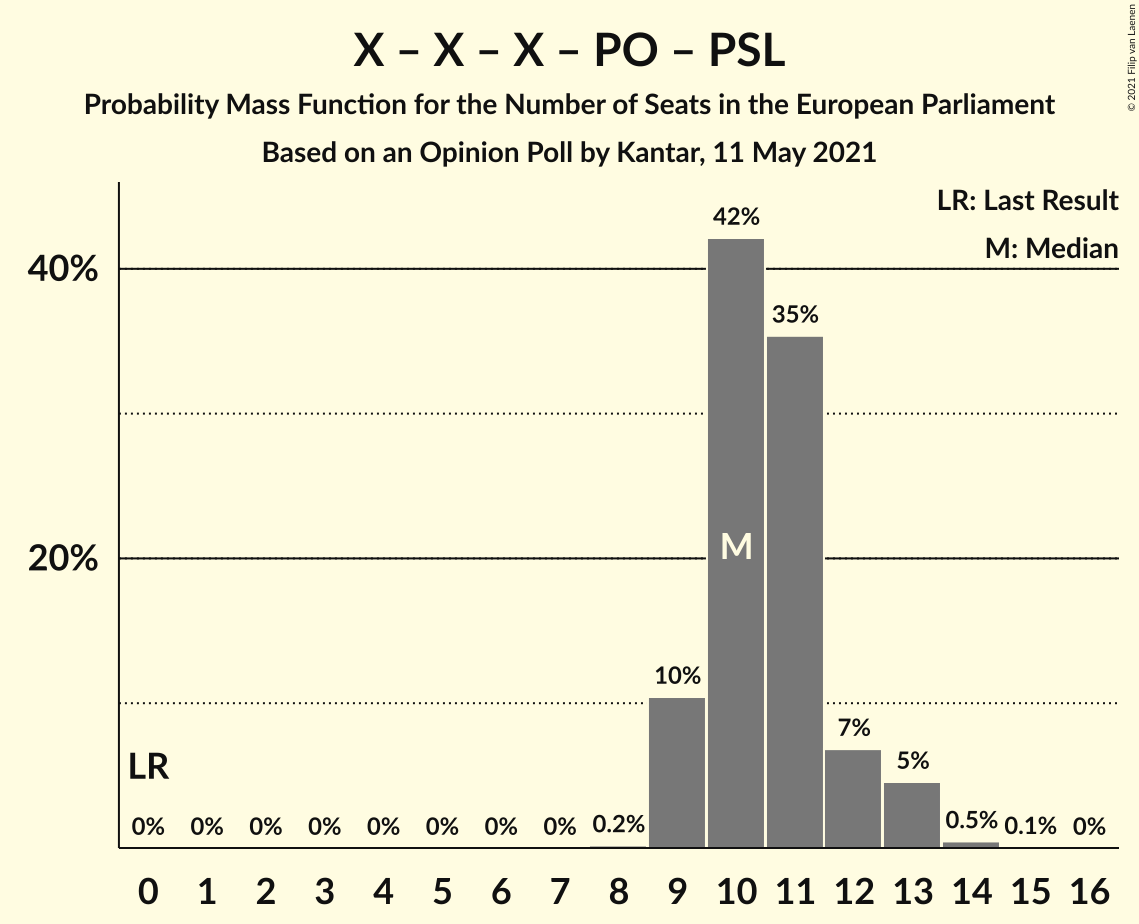 X – X – X – PO – PSL
Probability Mass Function for the Number of Seats in the European Parliament
Based on an Opinion Poll by Kantar, 11 May 2021
© 2021 Filip van Laenen
LR: Last Result
M: Median
40%
20%
42%
35%
M
10%
7%
5%
LR
0% 0% 0% 0% 0% 0% 0% 0% 0.2% 0.5% 0.1% 0%
0 1 2 3 4 5 6 7 8 9 10 11 12 13 14 15 16